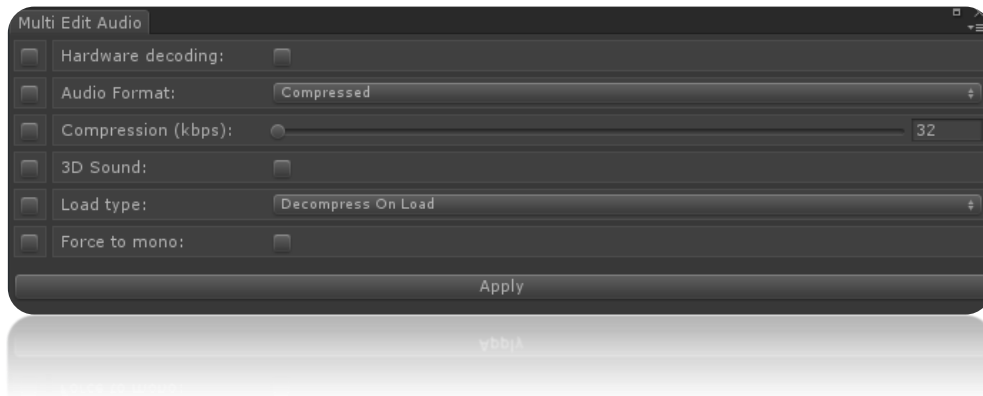 Multi Edit Audio
Hardware decoding:
Audio Format: Compressed
Compression (kbps): 32
3D Sound:
Load type: Decompress On Load
Force to mono:
Apply